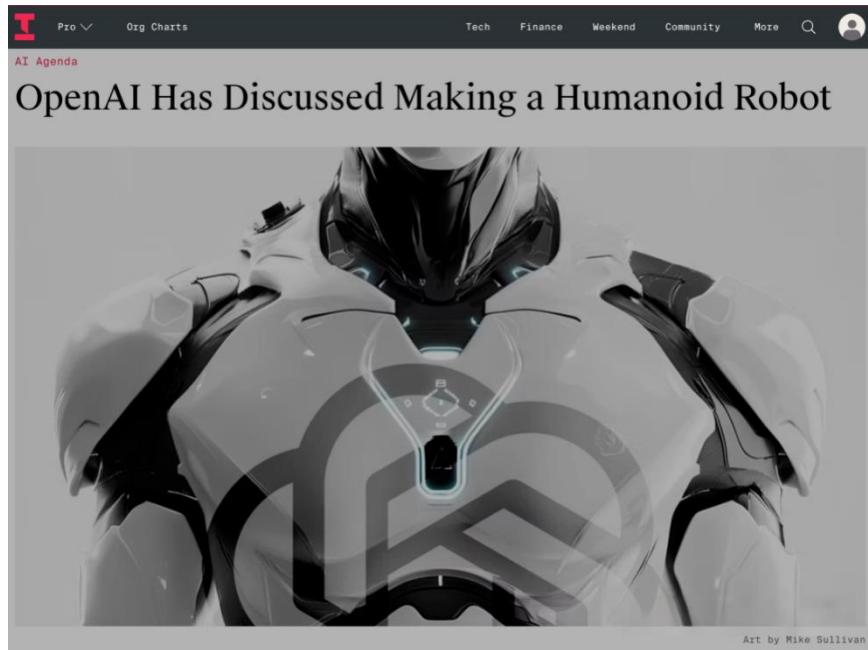 Pro Org Charts Tech Finance Weekend Community More
AI Agenda
OpenAI Has Discussed Making a Humanoid Robot
Art by Mike Sullivan